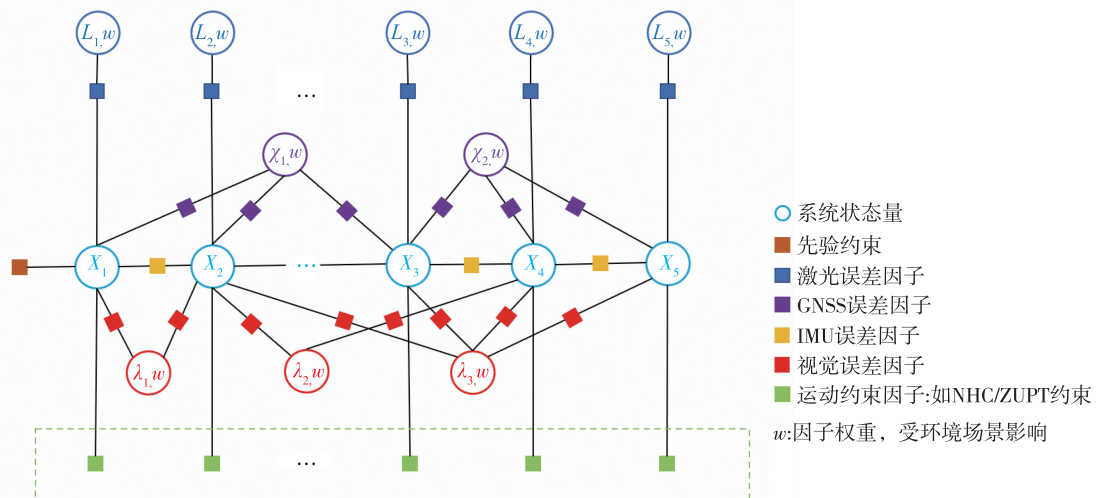 L1,w L2,w L3,w L4,w L5,w
...
χ1,w χ2,w
X1 X2 ... X3 X4 X5
λ1,w λ2,w λ3,w
...
系统状态量
先验约束
激光误差因子
GNSS误差因子
IMU误差因子
视觉误差因子
运动约束因子:如NHC/ZUPT约束
w:因子权重，受环境场景影响